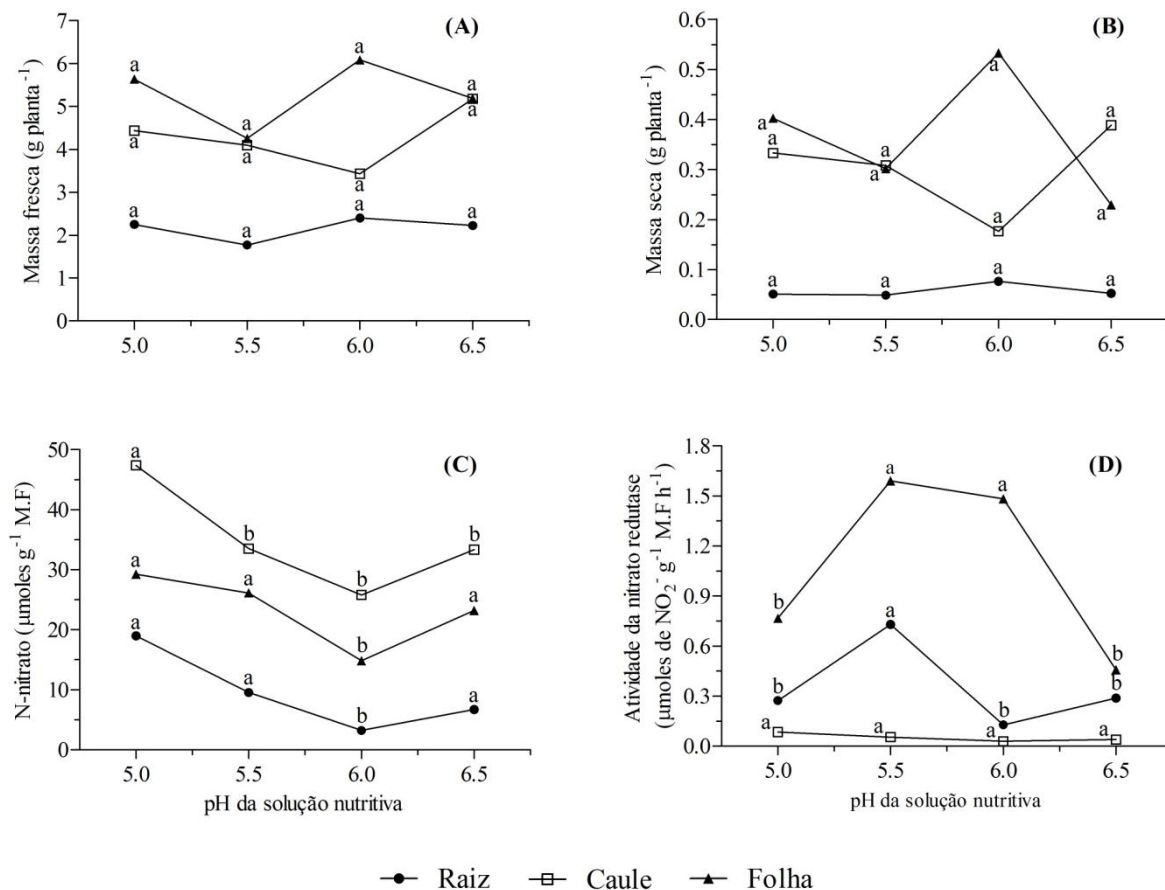 (A)
Massa fresca (g planta⁻¹)
7
6
5
4
3
2
1
0
a a a a
a a a a
a a a a
5.0 5.5 6.0 6.5
(B)
Massa seca (g planta⁻¹)
0.6
0.5
0.4
0.3
0.2
0.1
0.0
a a a a
a a a a
a a a a
5.0 5.5 6.0 6.5
(C)
N-nitrato (µmoles g⁻¹ M.F)
50
40
30
20
10
0
a b b b
a a b a
a a b a
5.0 5.5 6.0 6.5
pH da solução nutritiva
(D)
Atividade da nitrato redutase
(µmoles de NO₂⁻ g⁻¹ M.F h⁻¹)
1.8
1.5
1.2
0.9
0.6
0.3
0.0
b a a b
b a b b
a a a a
5.0 5.5 6.0 6.5
pH da solução nutritiva
Raiz Caule Folha